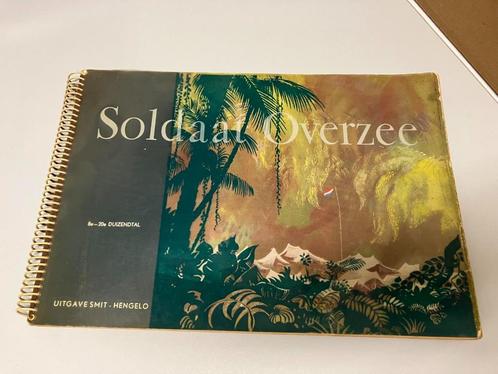 Soldaat Overzee
8e—20e DUIZENDTAL
UITGAVE SMIT - HENGELO